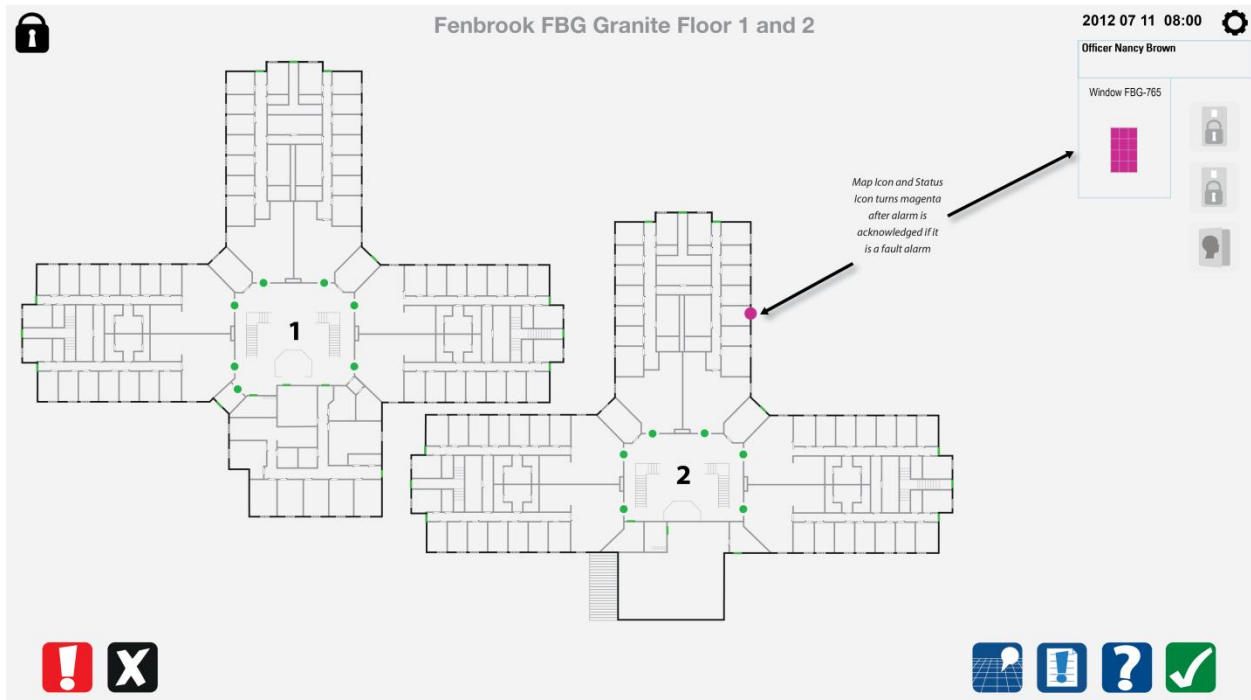 Fenbrook FBG Granite Floor 1 and 2
2012 07 11 08:00
Officer Nancy Brown
Window FBG-765
Map Icon and Status
Icon turns magenta
after alarm is
acknowledged if it
is a fault alarm
1
2
! X
! ?